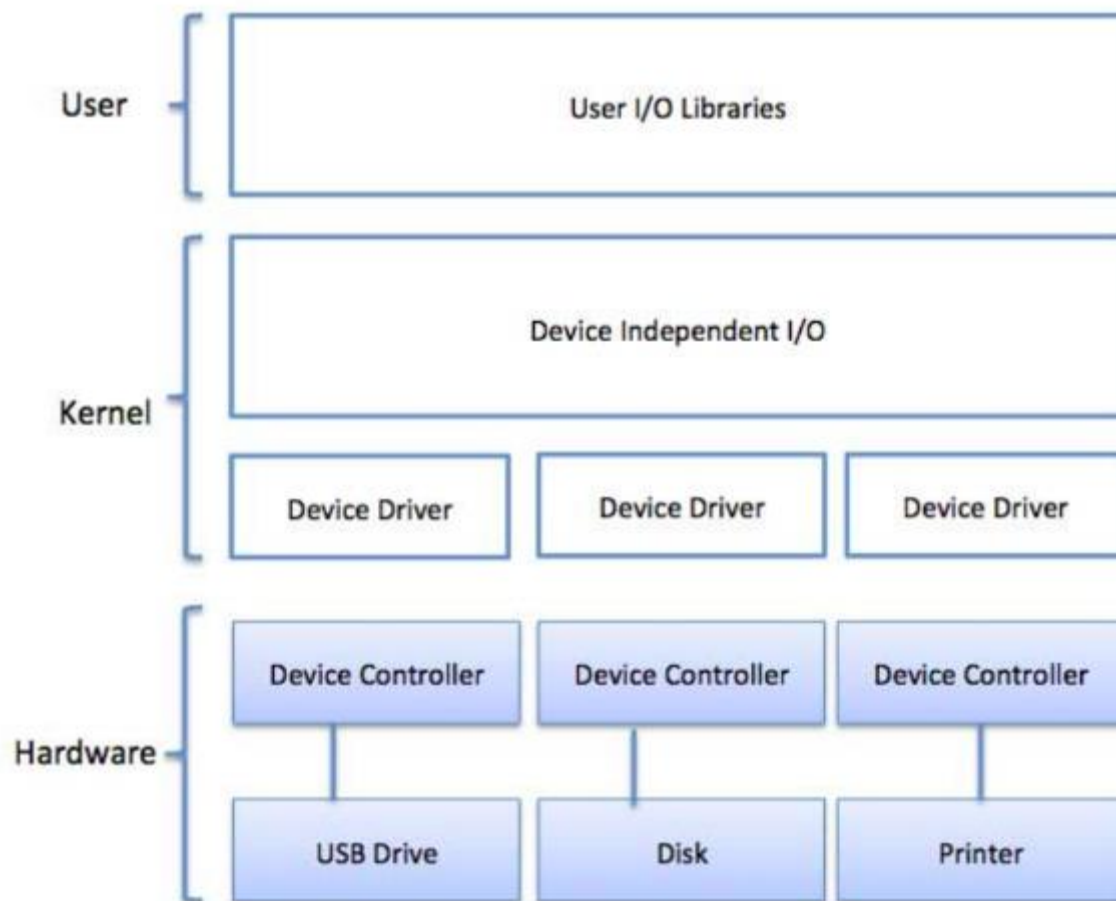 User
User I/O Libraries
Kernel
Device Independent I/O
Device Driver
Device Driver
Device Driver
Hardware
Device Controller
Device Controller
Device Controller
USB Drive
Disk
Printer